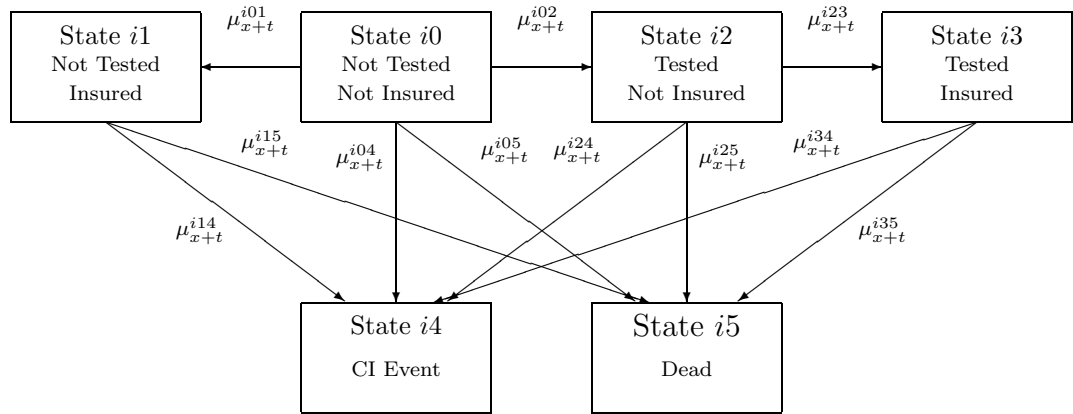 μ^{i01}_{x+t} μ^{i02}_{x+t} μ^{i23}_{x+t}
State i1
Not Tested
Insured
State i0
Not Tested
Not Insured
State i2
Tested
Not Insured
State i3
Tested
Insured
μ^{i15}_{x+t} μ^{i04}_{x+t} μ^{i05}_{x+t} μ^{i24}_{x+t} μ^{i25}_{x+t} μ^{i34}_{x+t}
μ^{i14}_{x+t} μ^{i35}_{x+t}
State i4
CI Event
State i5
Dead